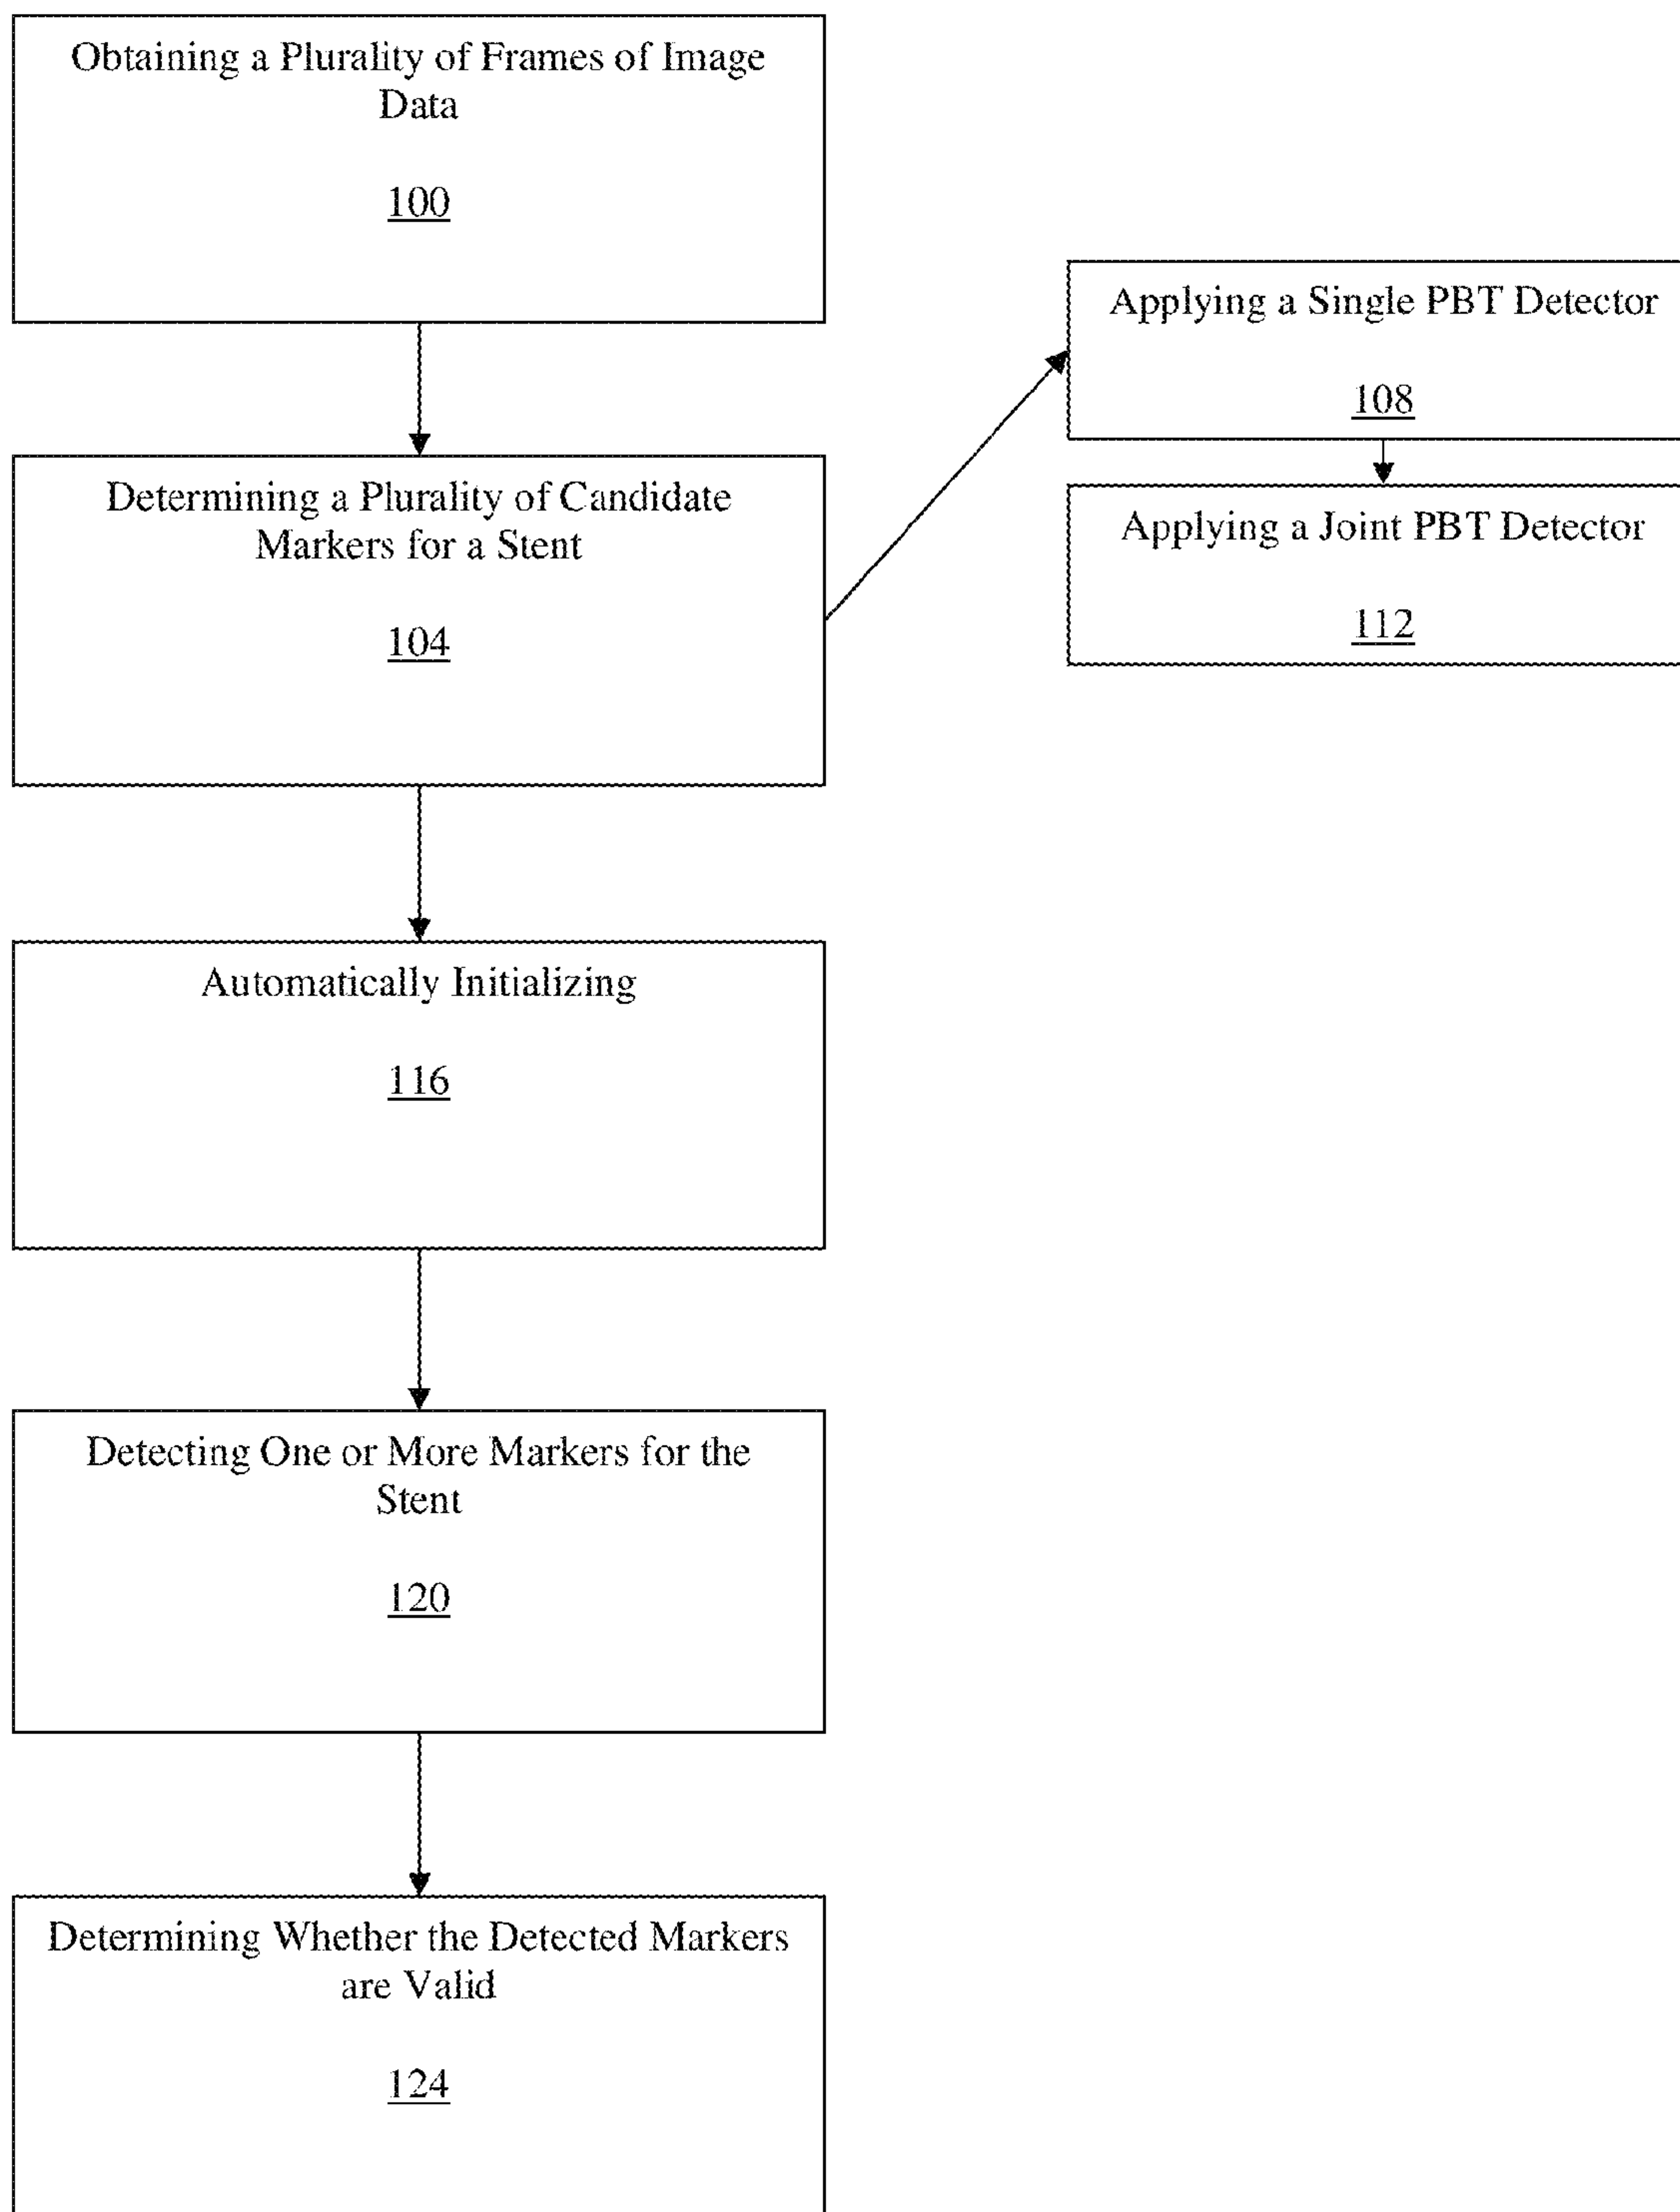 Obtaining a Plurality of Frames of Image
Data
100
Determining a Plurality of Candidate
Markers for a Stent
104
Applying a Single PBT Detector
108
Applying a Joint PBT Detector
112
Automatically Initializing
116
Detecting One or More Markers for the
Stent
120
Determining Whether the Detected Markers
are Valid
124